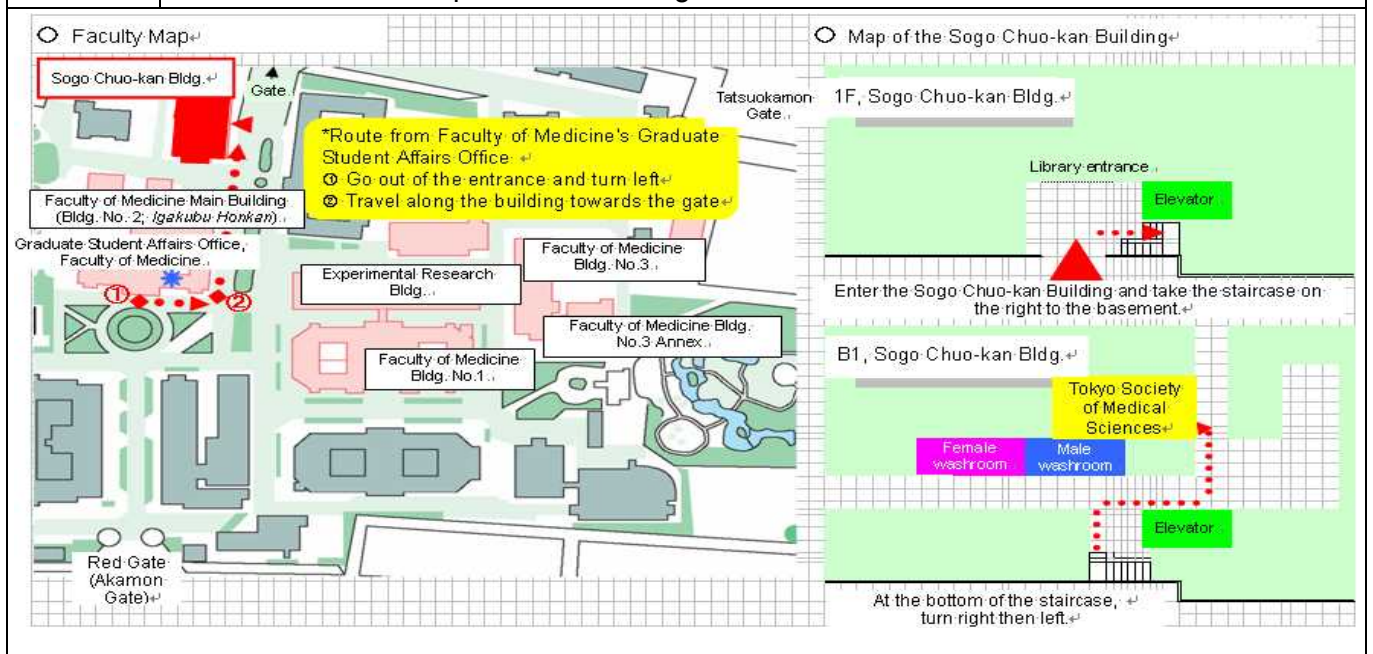 Faculty Map
Sogo Chuo-kan Bldg.
Gate
Tatsuokamon
Gate
*Route from Faculty of Medicine's Graduate
Student Affairs Office
① Go out of the entrance and turn left
② Travel along the building towards the gate
Faculty of Medicine Main Building
(Bldg. No. 2; Igakubu Honkan)
Graduate Student Affairs Office,
Faculty of Medicine
① ②
Experimental Research
Bldg.
Faculty of Medicine
Bldg. No.3
Faculty of Medicine Bldg.
No.3 Annex
Faculty of Medicine
Bldg. No.1
Red Gate
(Akamon
Gate)
Map of the Sogo Chuo-kan Building
1F, Sogo Chuo-kan Bldg.
Library entrance
Elevator
Enter the Sogo Chuo-kan Building and take the staircase on
the right to the basement.
B1, Sogo Chuo-kan Bldg.
Tokyo Society
of Medical
Sciences
Female
washroom
Male
washroom
Elevator
At the bottom of the staircase,
turn right then left.